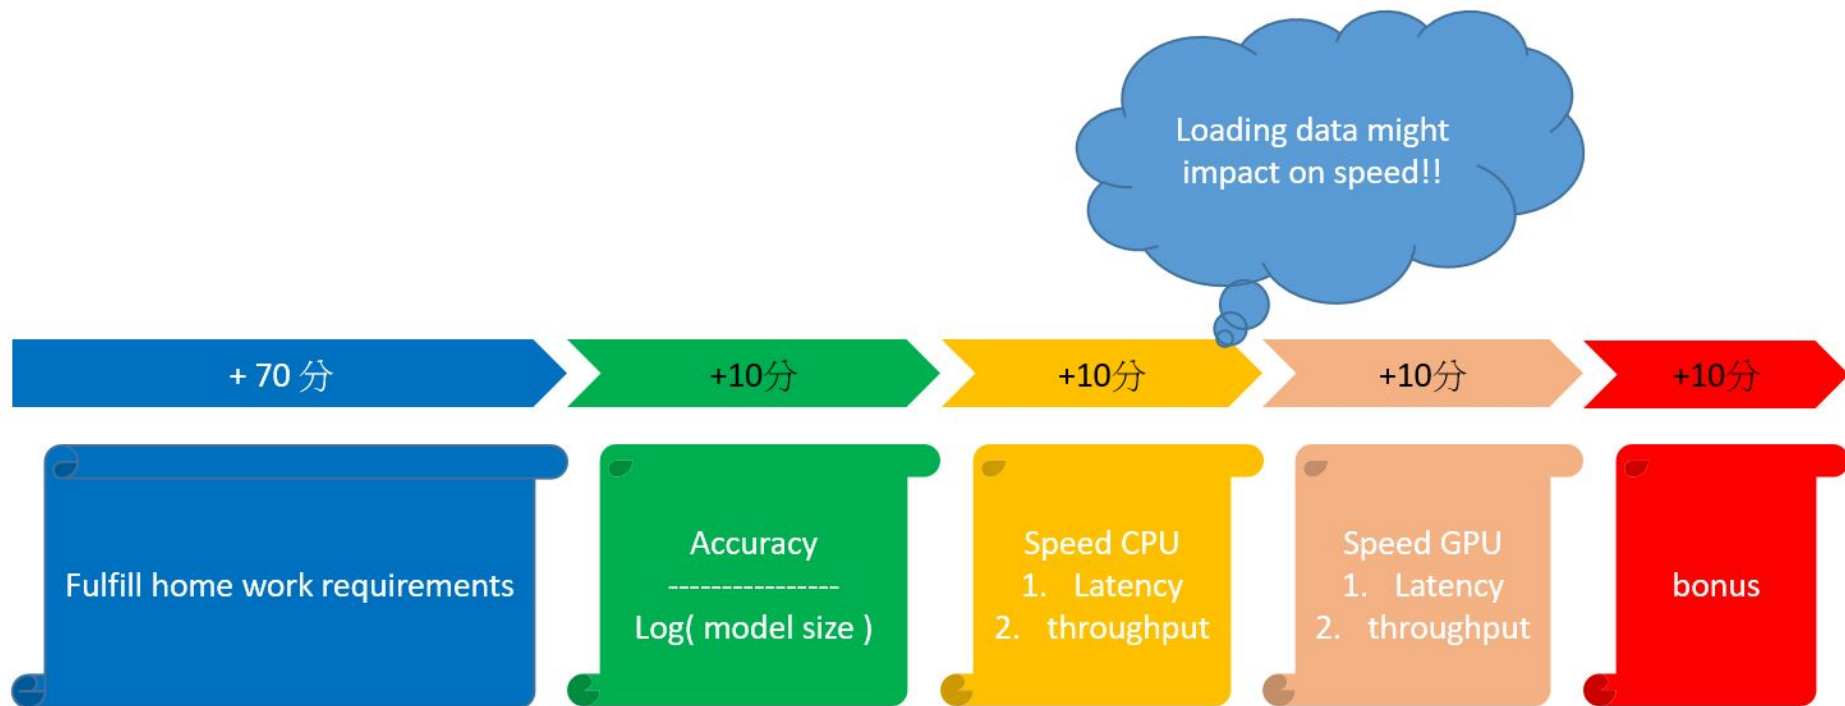 Loading data might
impact on speed!!
+ 70 分
+10分
+10分
+10分
+10分
Fulfill home work requirements
Accuracy
----------------
Log( model size )
Speed CPU
1. Latency
2. throughput
Speed GPU
1. Latency
2. throughput
bonus